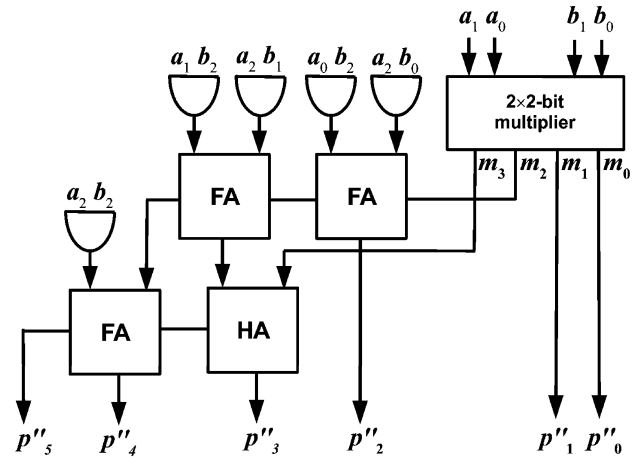 a₁ a₀ b₁ b₀
a₁ b₂ a₂ b₁ a₀ b₂ a₂ b₀
2×2-bit
multiplier
m₃ m₂ m₁ m₀
FA FA
a₂ b₂
FA HA
p″₅ p″₄ p″₃ p″₂ p″₁ p″₀